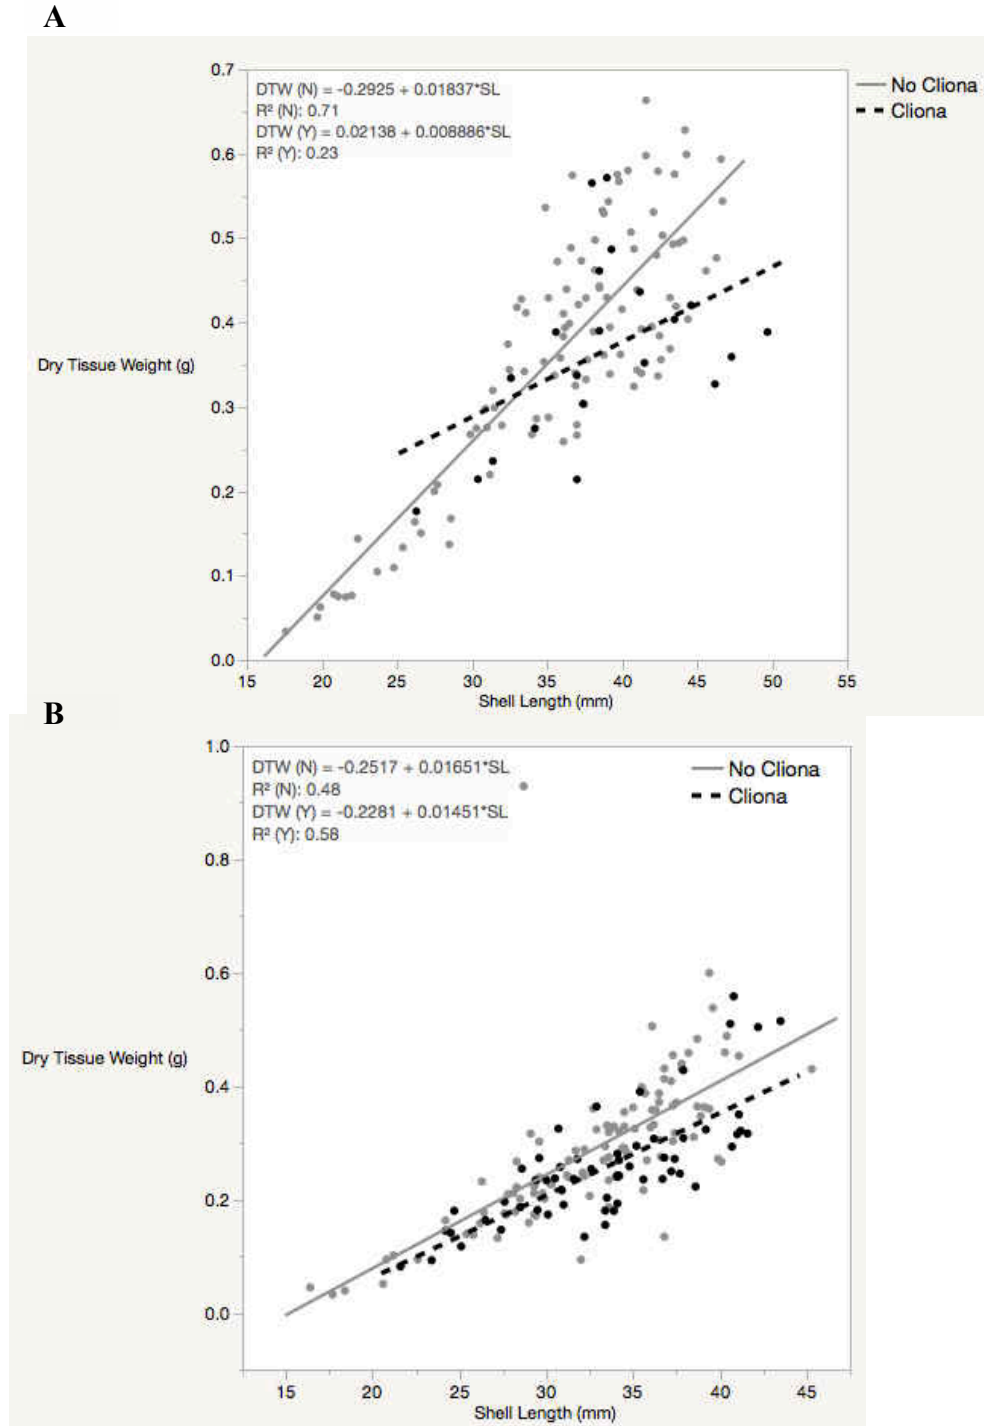 A
DTW (N) = -0.2925 + 0.01837*SL
R² (N): 0.71
DTW (Y) = 0.02138 + 0.008886*SL
R² (Y): 0.23
No Cliona
Cliona
0.7
0.6
0.5
0.4
0.3
0.2
0.1
0.0
Dry Tissue Weight (g)
15 20 25 30 35 40 45 50 55
Shell Length (mm)
B
DTW (N) = -0.2517 + 0.01651*SL
R² (N): 0.48
DTW (Y) = -0.2281 + 0.01451*SL
R² (Y): 0.58
No Cliona
Cliona
1.0
0.8
0.6
0.4
0.2
0.0
Dry Tissue Weight (g)
15 20 25 30 35 40 45
Shell Length (mm)